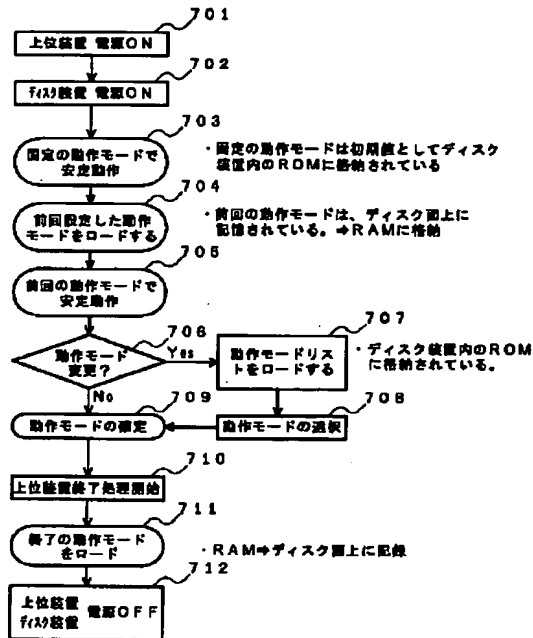 701
上位装置 電源ON
702
ディスク装置 電源ON
703
固定の動作モードで
安定動作
・固定の動作モードは初期値としてディスク
装置内のROMに格納されている
704
前回設定した動作
モードをロードする
・前回の動作モードは、ディスク面上に
記憶されている。⇒RAMに格納
705
前回の動作モードで
安定動作
706
動作モード
変更?
Yes
No
707
動作モードリス
トをロードする
・ディスク装置内のROM
に格納されている。
708
動作モードの選択
709
動作モードの確定
710
上位装置終了処理開始
711
終了の動作モード
をロード
・RAM⇒ディスク面上に記録
712
上位装置
ディスク装置
電源OFF